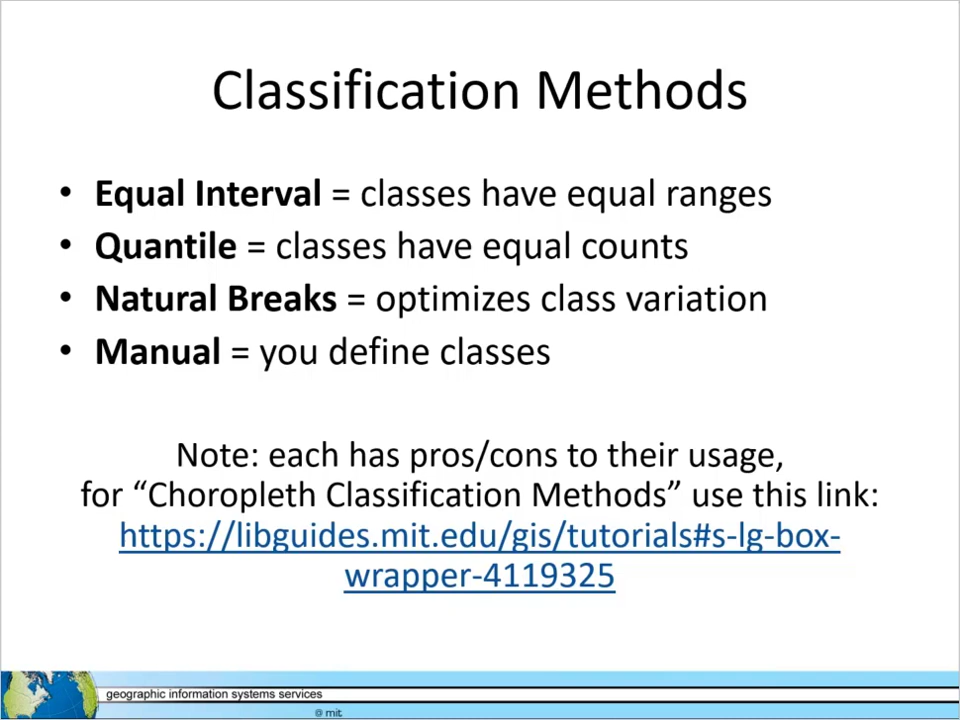 Classification Methods
• Equal Interval = classes have equal ranges
• Quantile = classes have equal counts
• Natural Breaks = optimizes class variation
• Manual = you define classes
Note: each has pros/cons to their usage,
for “Choropleth Classification Methods” use this link:
https://libguides.mit.edu/gis/tutorials#s-lg-box-
wrapper-4119325
geographic information systems services
@ mit